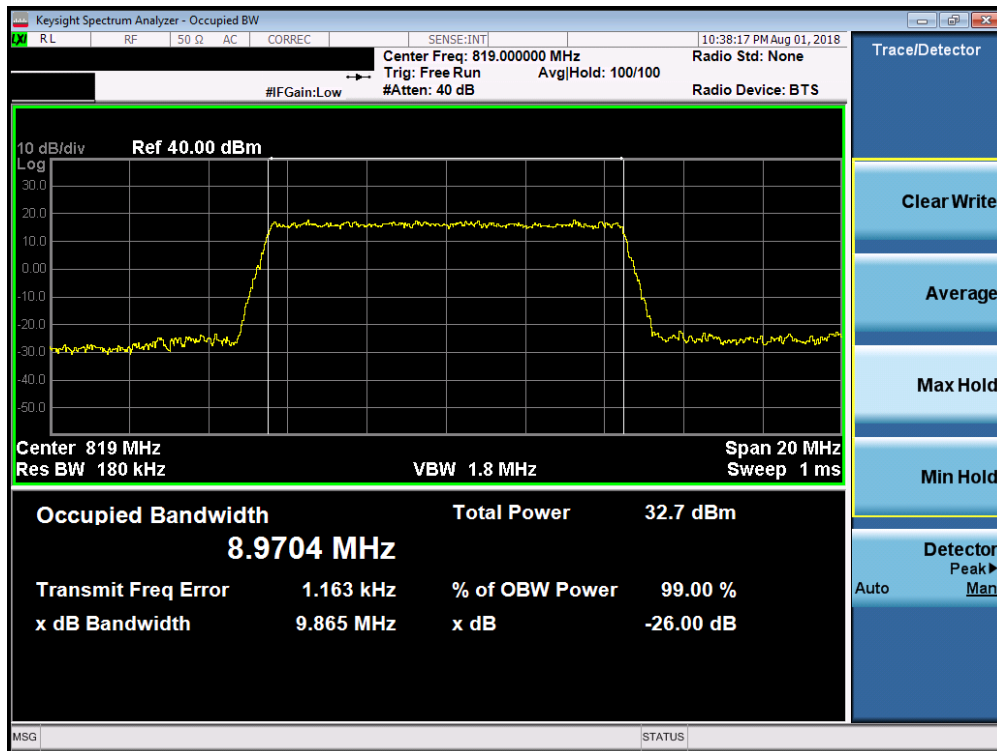 Keysight Spectrum Analyzer - Occupied BW
LXI RL RF 50 Ω AC CORREC SENSE:INT 10:38:17 PM Aug 01, 2018
Center Freq: 819.000000 MHz Radio Std: None
Trig: Free Run Avg|Hold: 100/100
#IFGain:Low #Atten: 40 dB Radio Device: BTS
10 dB/div Ref 40.00 dBm
Log
30.0
20.0
10.0
0.00
-10.0
-20.0
-30.0
-40.0
-50.0
Center 819 MHz Span 20 MHz
Res BW 180 kHz VBW 1.8 MHz Sweep 1 ms
Occupied Bandwidth Total Power 32.7 dBm
8.9704 MHz
Transmit Freq Error 1.163 kHz % of OBW Power 99.00 %
x dB Bandwidth 9.865 MHz x dB -26.00 dB
MSG STATUS
Trace/Detector
Clear Write
Average
Max Hold
Min Hold
Detector
Peak▶
Auto Man